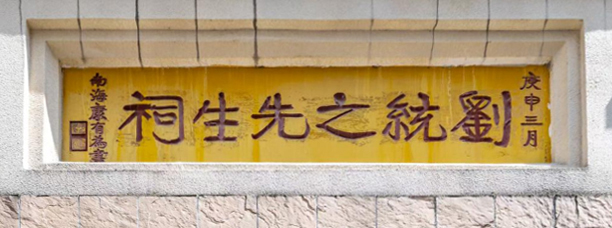 庚申三月
劉統之先生祠
南海康有為書